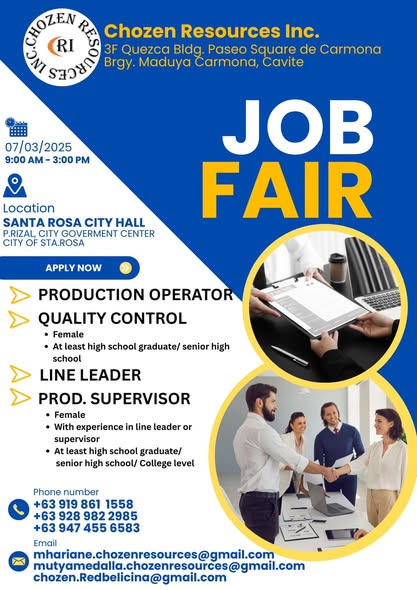 CHOZEN RESOURCES INC.
CRI
Chozen Resources Inc.
3F Quezca Bldg. Paseo Square de Carmona
Brgy. Maduya Carmona, Cavite
JOB
FAIR
07/03/2025
9:00 AM - 3:00 PM
Location
SANTA ROSA CITY HALL
P.RIZAL, CITY GOVERMENT CENTER
CITY OF STA.ROSA
APPLY NOW
PRODUCTION OPERATOR
QUALITY CONTROL
• Female
• At least high school graduate/ senior high
school
LINE LEADER
PROD. SUPERVISOR
• Female
• With experience in line leader or
supervisor
• At least high school graduate/
senior high school/ College level
Phone number
+63 919 861 1558
+63 928 982 2985
+63 947 455 6583
Email
mhariane.chozenresources@gmail.com
mutyamedalla.chozenresources@gmail.com
chozen.Redbelicina@gmail.com